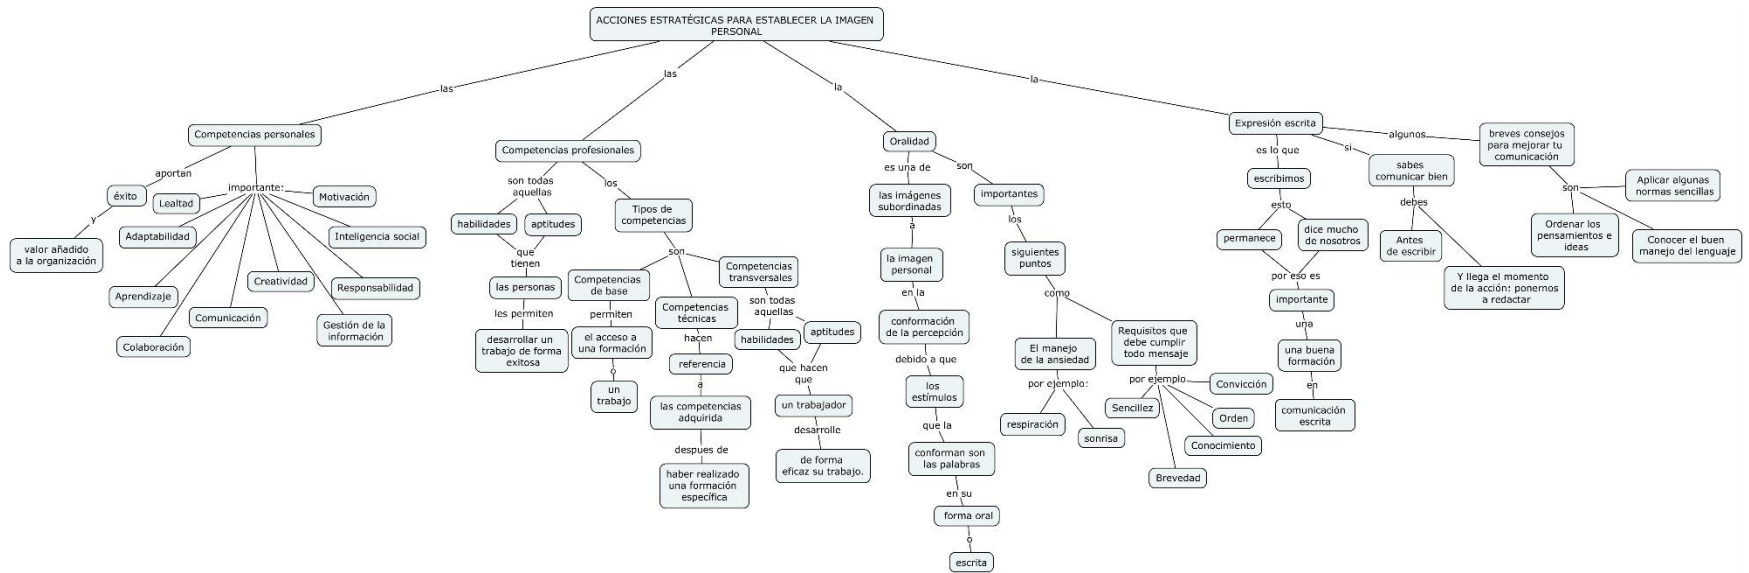 ACCIONES ESTRATÉGICAS PARA ESTABLECER LA IMAGEN
PERSONAL
las
Competencias personales
aportan
éxito
y
valor añadido
a la organización
importante:
Lealtad
Adaptabilidad
Aprendizaje
Colaboración
Comunicación
Creatividad
Gestión de la
información
Responsabilidad
Inteligencia social
Motivación
las
Competencias profesionales
son todas
aquellas
habilidades
aptitudes
que
tienen
las personas
les permiten
desarrollar un
trabajo de forma
exitosa
los
Tipos de
competencias
son
Competencias
de base
permiten
el acceso a
una formación
o
un
trabajo
Competencias
técnicas
hacen
referencia
a
las competencias
adquirida
despues de
haber realizado
una formación
específica
Competencias
transversales
son todas
aquellas
habilidades
aptitudes
que hacen
que
un trabajador
desarrolle
de forma
eficaz su trabajo.
la
Oralidad
es una de
las imágenes
subordinadas
a
la imagen
personal
en la
conformación
de la percepción
debido a que
los
estímulos
que la
conforman son
las palabras
en su
forma oral
o
escrita
son
importantes
los
siguientes
puntos
como
El manejo
de la ansiedad
por ejemplo:
respiración
sonrisa
Requisitos que
debe cumplir
todo mensaje
por ejemplo
Sencillez
Brevedad
Conocimiento
Orden
Convicción
la
Expresión escrita
es lo que
escribimos
esto
permanece
dice mucho
de nosotros
por eso es
importante
una
una buena
formación
en
comunicación
escrita
si
sabes
comunicar bien
debes
Antes
de escribir
Y llega el momento
de la acción: ponernos
a redactar
algunos
breves consejos
para mejorar tu
comunicación
son
Aplicar algunas
normas sencillas
Ordenar los
pensamientos e
ideas
Conocer el buen
manejo del lenguaje